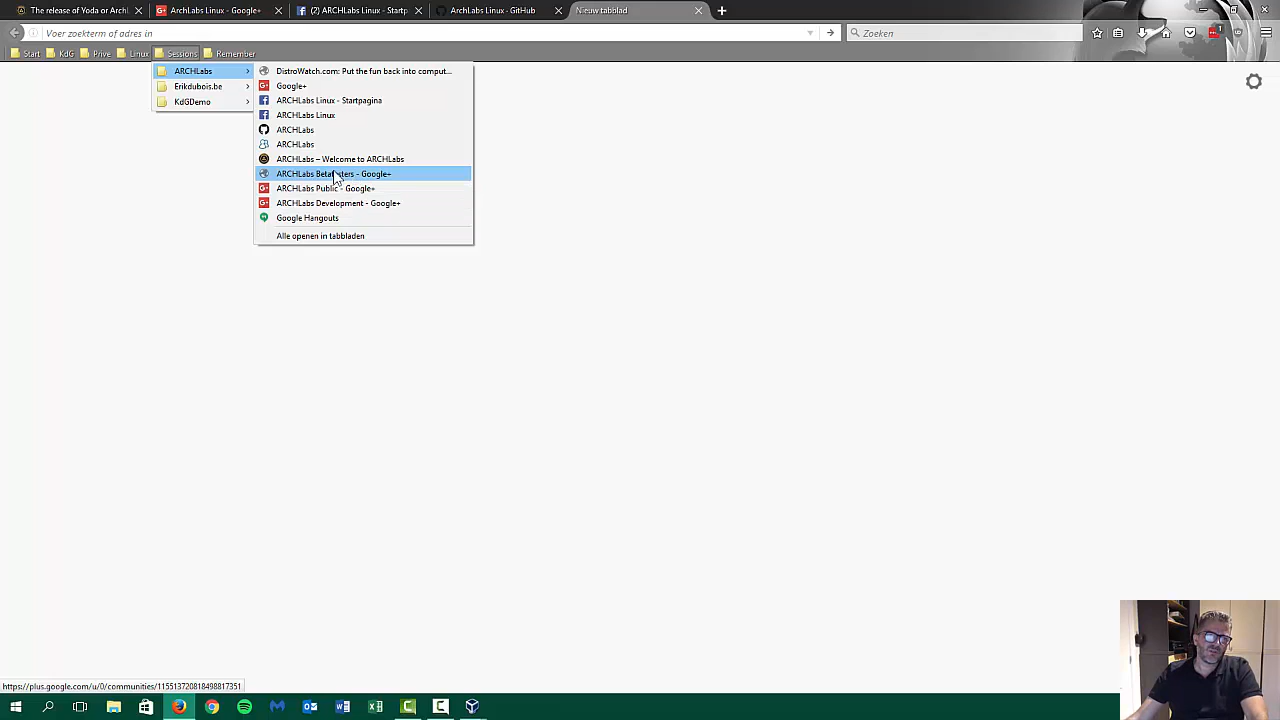 The release of Yoda or ArchL
ArchLabs Linux - Google+
(2) ARCHLabs Linux - Startp
ArchLabs Linux · GitHub
Nieuw tabblad
Voer zoekterm of adres in
Zoeken
1
Start
KdG
Prive
Linux
Sessions
Remember
ARCHLabs
Erikdubois.be
KdGDemo
DistroWatch.com: Put the fun back into comput...
Google+
ARCHLabs Linux - Startpagina
ARCHLabs Linux
ARCHLabs
ARCHLabs
ARCHLabs – Welcome to ARCHLabs
ARCHLabs Betatesters - Google+
ARCHLabs Public - Google+
ARCHLabs Development - Google+
Google Hangouts
Alle openen in tabbladen
https://plus.google.com/u/0/communities/115513720818498817351